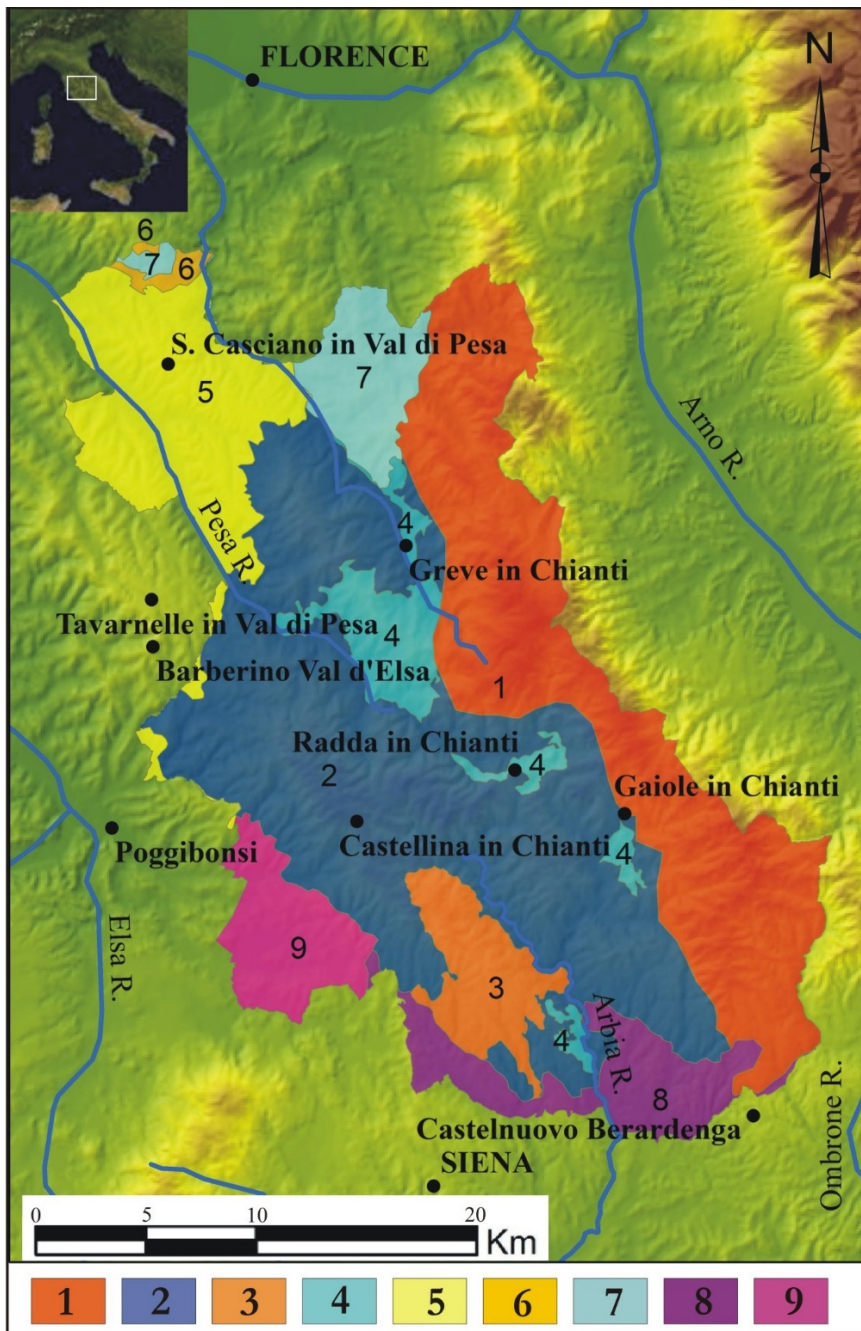 FLORENCE
N
6
7
6
S. Casciano in Val di Pesa
7
5
Arno R.
Pesa R.
4
Greve in Chianti
Tavarnelle in Val di Pesa
4
Barberino Val d'Elsa
1
Radda in Chianti
4
2
Gaiole in Chianti
Poggibonsi
Castellina in Chianti
4
Elsa R.
9
3
Arbia R.
4
8
Ombrone R.
Castelnuovo Berardenga
SIENA
0 5 10 20
Km
1 2 3 4 5 6 7 8 9